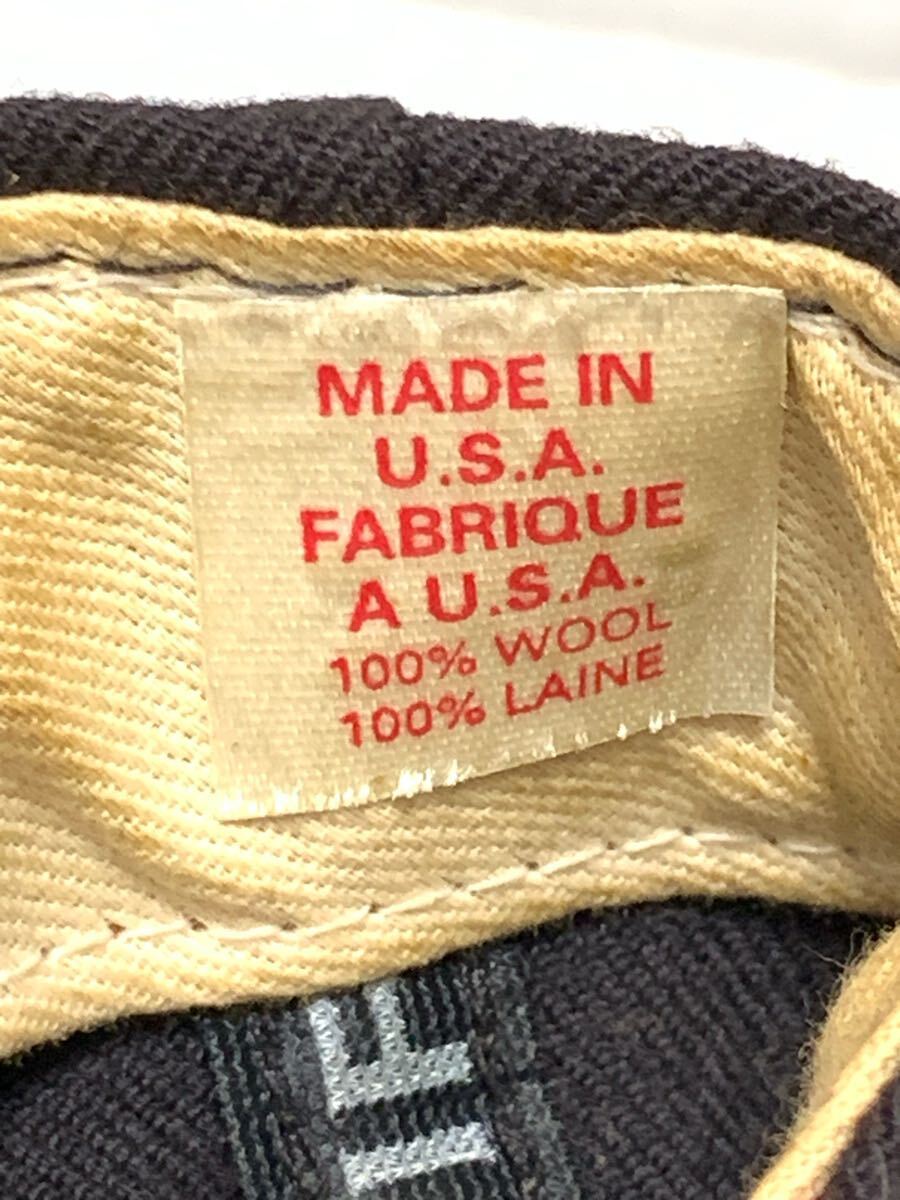 MADE IN
U.S.A.
FABRIQUE
A U.S.A.
100% WOOL
100% LAINE